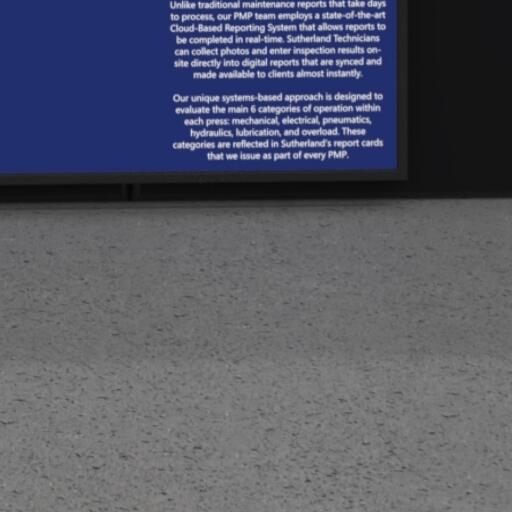 Unlike traditional maintenance reports that take days
to process, our PMP team employs a state-of-the-art
Cloud-Based Reporting System that allows reports to
be completed in real-time. Sutherland Technicians
can collect photos and enter inspection results on-
site directly into digital reports that are synced and
made available to clients almost instantly.
Our unique systems-based approach is designed to
evaluate the main 6 categories of operation within
each press: mechanical, electrical, pneumatics,
hydraulics, lubrication, and overload. These
categories are reflected in Sutherland's report cards
that we issue as part of every PMP.